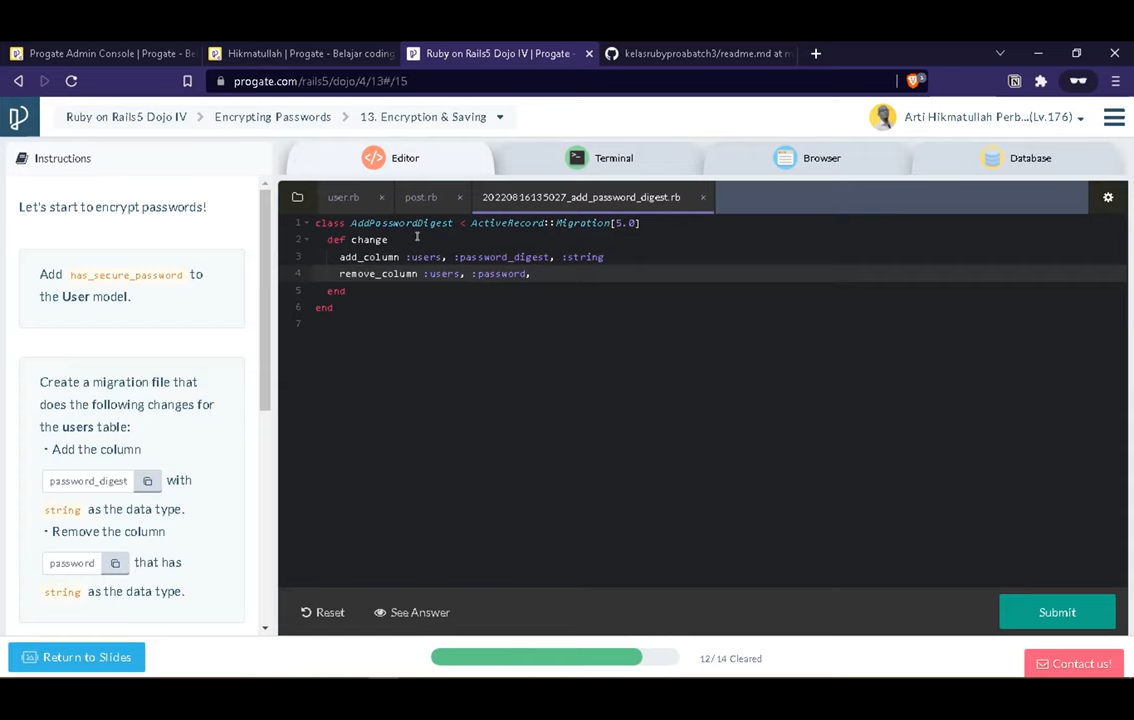 Progate Admin Console | Progate - Be
Hikmatullah | Progate - Belajar coding
Ruby on Rails5 Dojo IV | Progate -
kelasrubyproabatch3/readme.md at m
progate.com/rails5/dojo/4/13#/15
Ruby on Rails5 Dojo IV
Encrypting Passwords
13. Encryption & Saving
Arti Hikmatullah Perb...(Lv.176)
Instructions
Editor
Terminal
Browser
Database
Let's start to encrypt passwords!
Add has_secure_password to
the User model.
Create a migration file that
does the following changes for
the users table:
・Add the column
password_digest with
string as the data type.
・Remove the column
password that has
string as the data type.
user.rb
post.rb
20220816135027_add_password_digest.rb
1 class AddPasswordDigest < ActiveRecord::Migration[5.0]
2 def change
3 add_column :users, :password_digest, :string
4 remove_column :users, :password,
5 end
6 end
7
Reset
See Answer
Submit
Return to Slides
12/14 Cleared
Contact us!